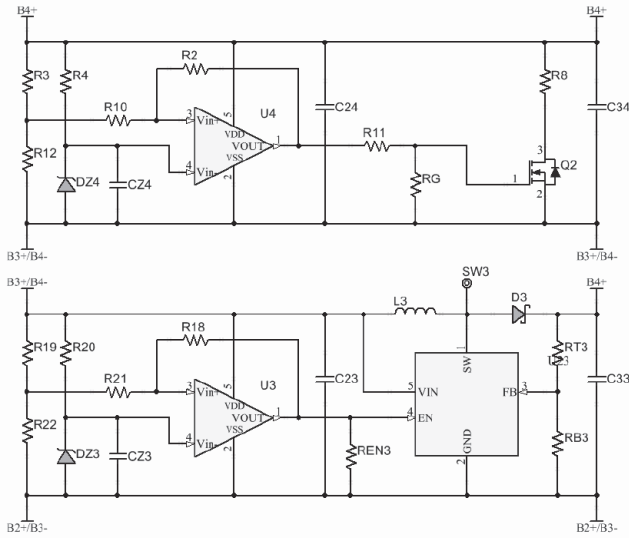 B4+ B4+
R3 R4 R2 R8
R10 U4 C24 C34
3 Vin+ 5 VDD
R11
VOUT 1
R12 4 Vin- VSS 2
3
DZ4 CZ4 RG 1 Q2
2
B3+/B4- B3+/B4-
SW3
B3+/B4- B4+
L3 D3
R18
R19 R20 1 RT3
SW
R21 U3 C23 C33
3 Vin+ 5 VDD 5 VIN FB 3
VOUT 1 4 EN
R22 4 Vin- VSS 2
GND
DZ3 CZ3 REN3 2 RB3
B2+/B3- B2+/B3-